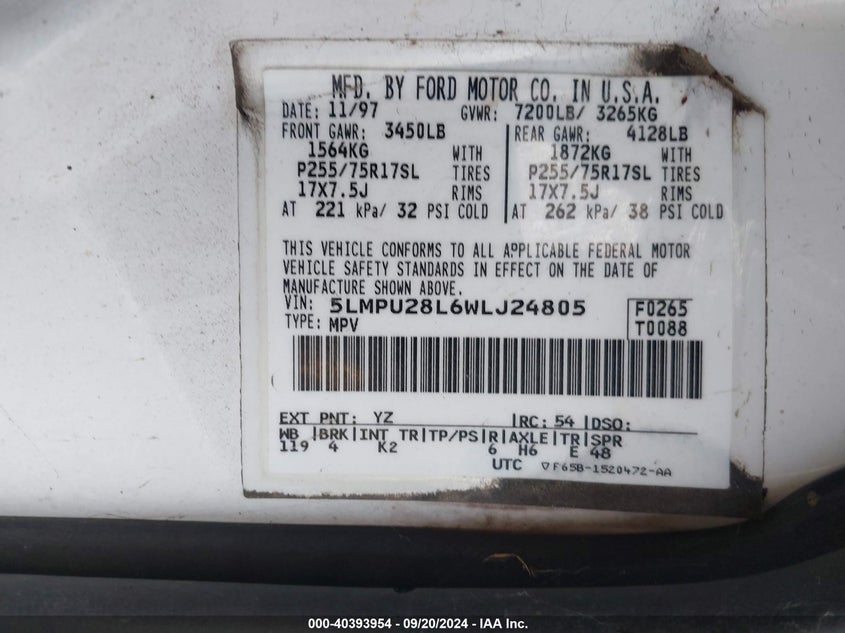 MFD. BY FORD MOTOR CO. IN U.S.A.
DATE: 11/97 GVWR: 7200LB/ 3265KG
FRONT GAWR: 3450LB REAR GAWR: 4128LB
1564KG WITH 1872KG WITH
P255/75R17SL TIRES P255/75R17SL TIRES
17X7.5J RIMS 17X7.5J RIMS
AT 221 kPa/ 32 PSI COLD AT 262 kPa/ 38 PSI COLD
THIS VEHICLE CONFORMS TO ALL APPLICABLE FEDERAL MOTOR
VEHICLE SAFETY STANDARDS IN EFFECT ON THE DATE OF
MANUFACTURE SHOWN ABOVE.
VIN: 5LMPU28L6WLJ24805 F0265
TYPE: MPV T0088
EXT PNT: YZ RC: 54 DSO:
WB BRK INT TR TP/PS R AXLE TR SPR
119 4 K2 6 H6 E 48
UTC ▽F65B-1520472-AA
000-40393954 - 09/20/2024 - IAA Inc.